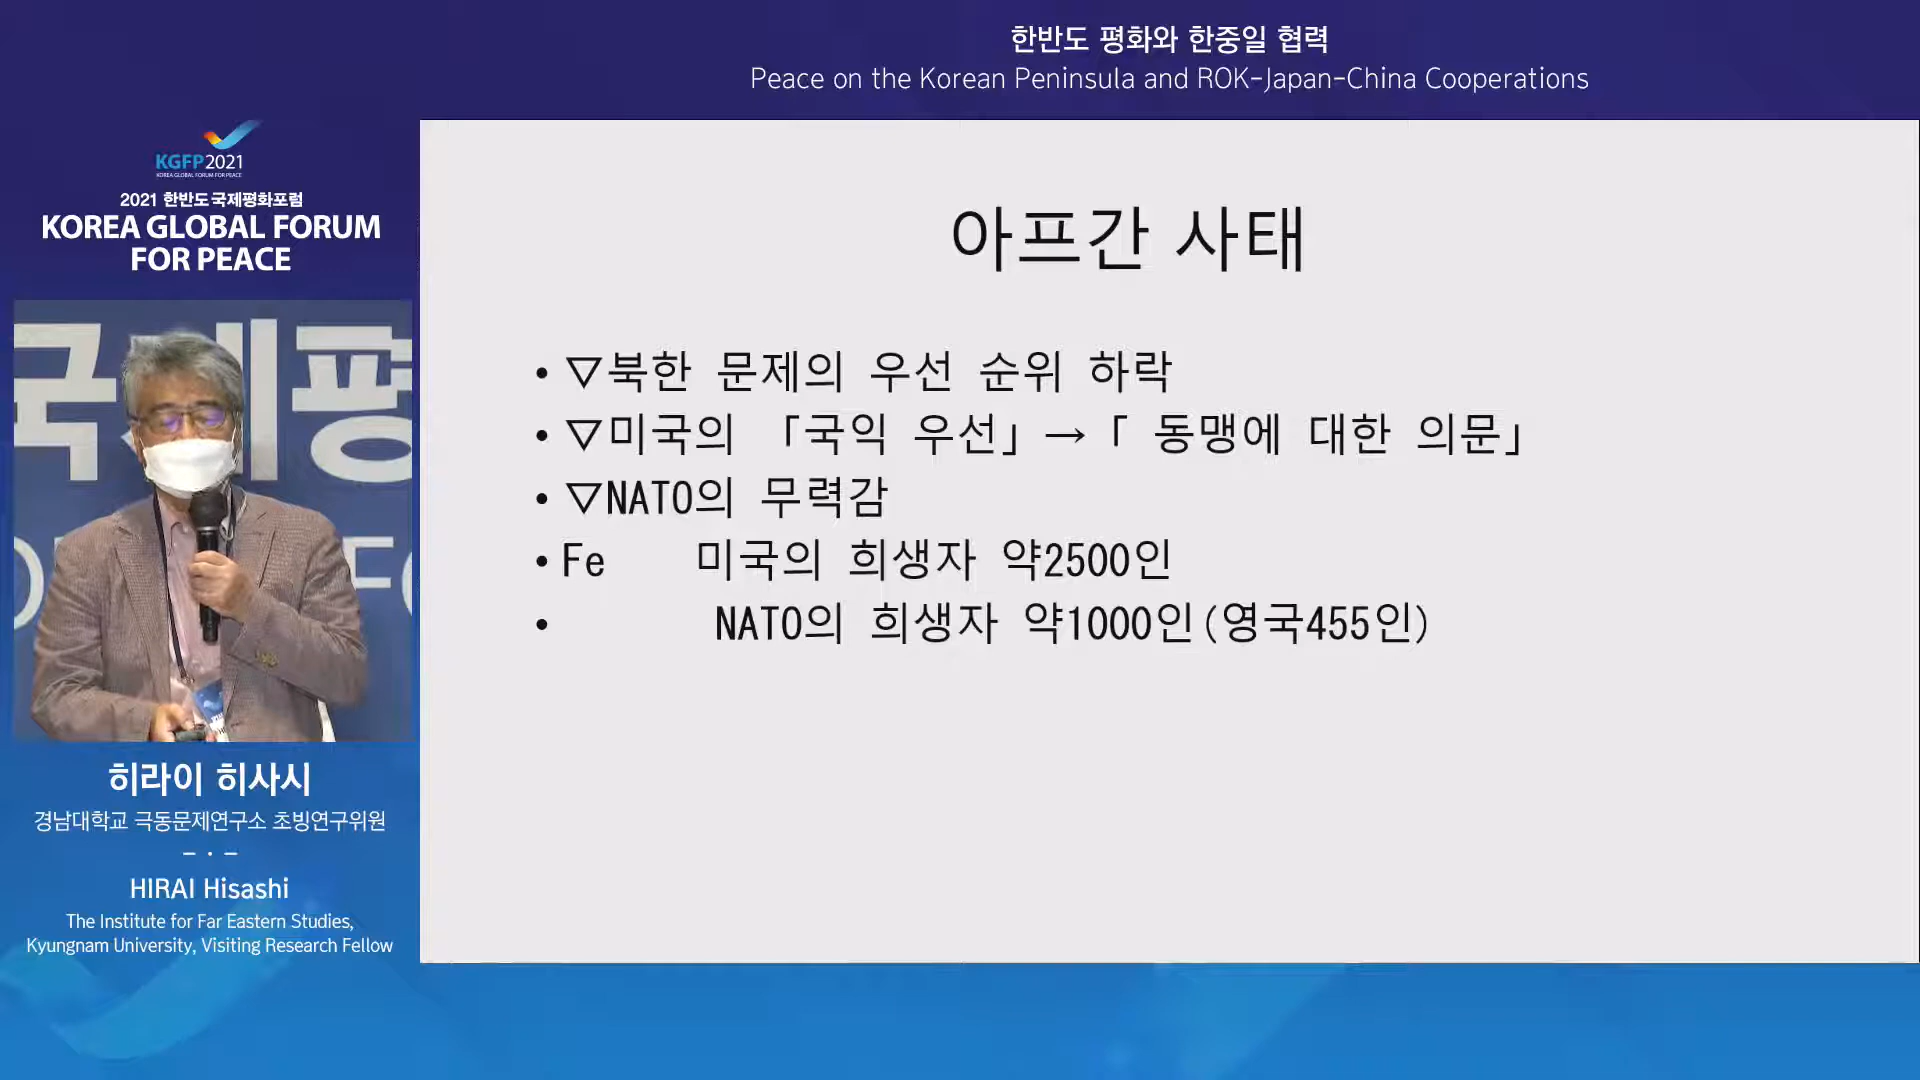 한반도 평화와 한중일 협력
Peace on the Korean Peninsula and ROK-Japan-China Cooperations
KGFP2021
KOREA GLOBAL FORUM FOR PEACE
2021 한반도국제평화포럼
KOREA GLOBAL FORUM
FOR PEACE
국제평
히라이 히사시
경남대학교 극동문제연구소 초빙연구위원
HIRAI Hisashi
The Institute for Far Eastern Studies,
Kyungnam University, Visiting Research Fellow
아프간 사태
• ▽북한 문제의 우선 순위 하락
• ▽미국의 「국익 우선」→「 동맹에 대한 의문」
• ▽NATO의 무력감
• Fe 미국의 희생자 약2500인
• NATO의 희생자 약1000인(영국455인)